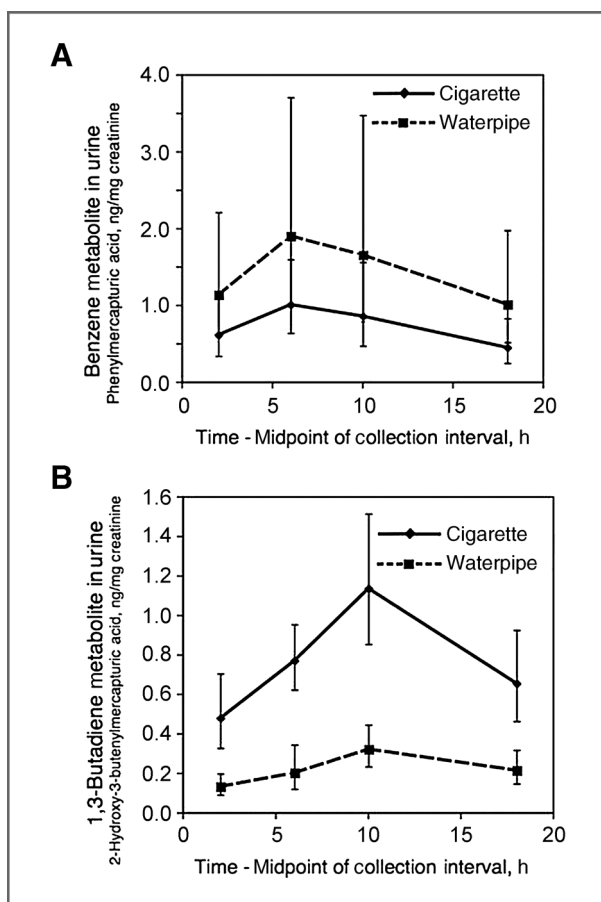 A
Benzene metabolite in urine
Phenylmercapturic acid, ng/mg creatinine
4.0
3.0
2.0
1.0
0.0
Cigarette
Waterpipe
0 5 10 15 20
Time - Midpoint of collection interval, h
B
1,3-Butadiene metabolite in urine
2-Hydroxy-3-butenylmercapturic acid, ng/mg creatinine
1.6
1.4
1.2
1.0
0.8
0.6
0.4
0.2
0.0
Cigarette
Waterpipe
0 5 10 15 20
Time - Midpoint of collection interval, h